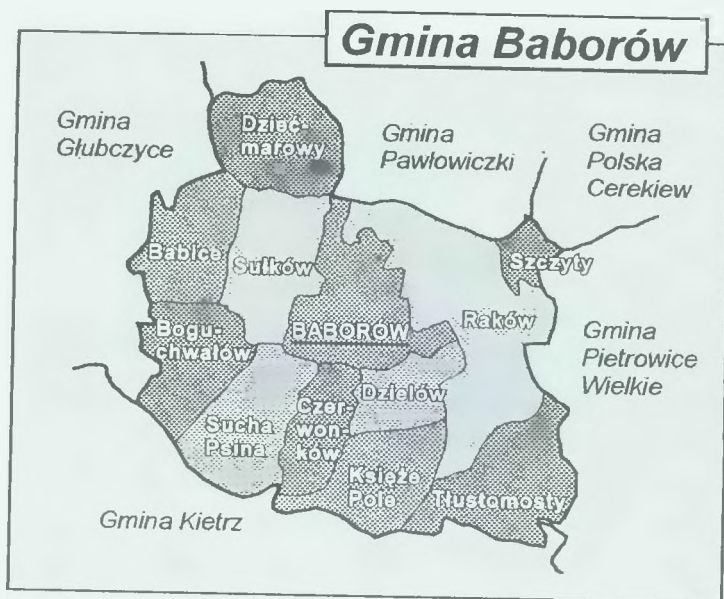 Gmina Baborów
Gmina
Głubczyce
Dzieć-
marowy
Gmina
Pawłowiczki
Gmina
Polska
Cerekiew
Babice
Sułków
Szczyty
Bogu-
chwałów
BABORÓW
Raków
Gmina
Pietrowice
Wielkie
Sucha
Psina
Czer-
won-
ków
Dzielów
Księże
Pole
Tłustomosty
Gmina Kietrz